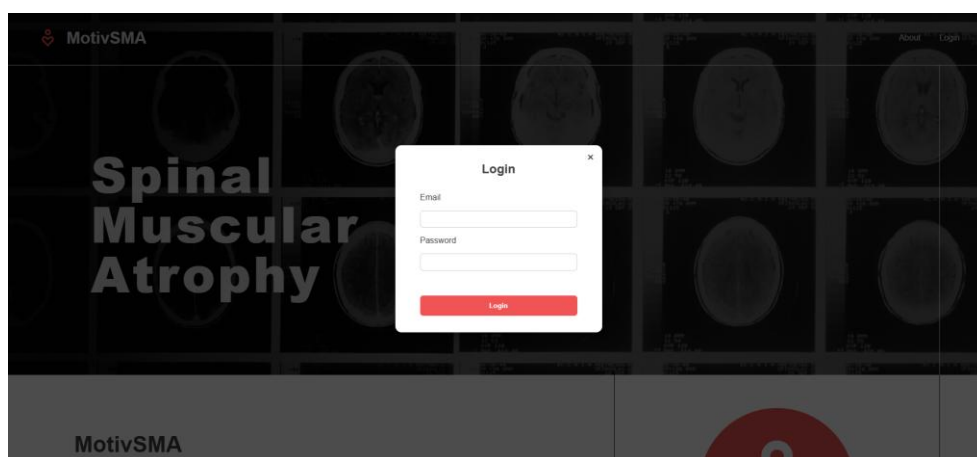 MotivSMA
About
Login
Spinal
Muscular
Atrophy
Login
×
Email
Password
Login
MotivSMA